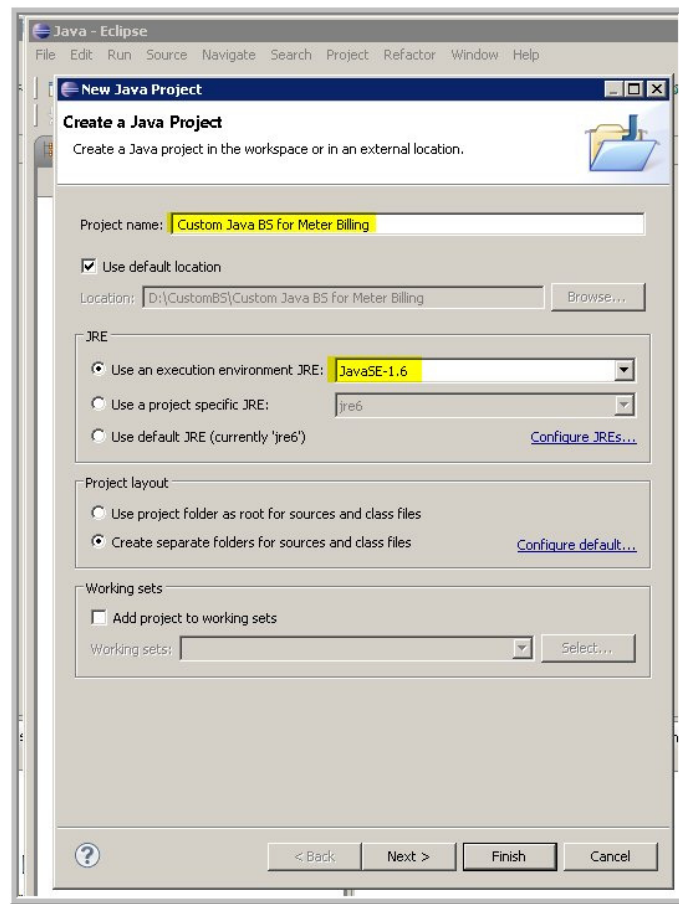 Java - Eclipse
File Edit Run Source Navigate Search Project Refactor Window Help
New Java Project
Create a Java Project
Create a Java project in the workspace or in an external location.
Project name: Custom Java BS for Meter Billing
Use default location
Location: D:\CustomBS\Custom Java BS for Meter Billing Browse...
JRE
Use an execution environment JRE: JavaSE-1.6
Use a project specific JRE: jre6
Use default JRE (currently 'jre6') Configure JREs...
Project layout
Use project folder as root for sources and class files
Create separate folders for sources and class files Configure default...
Working sets
Add project to working sets
Working sets: Select...
? < Back Next > Finish Cancel